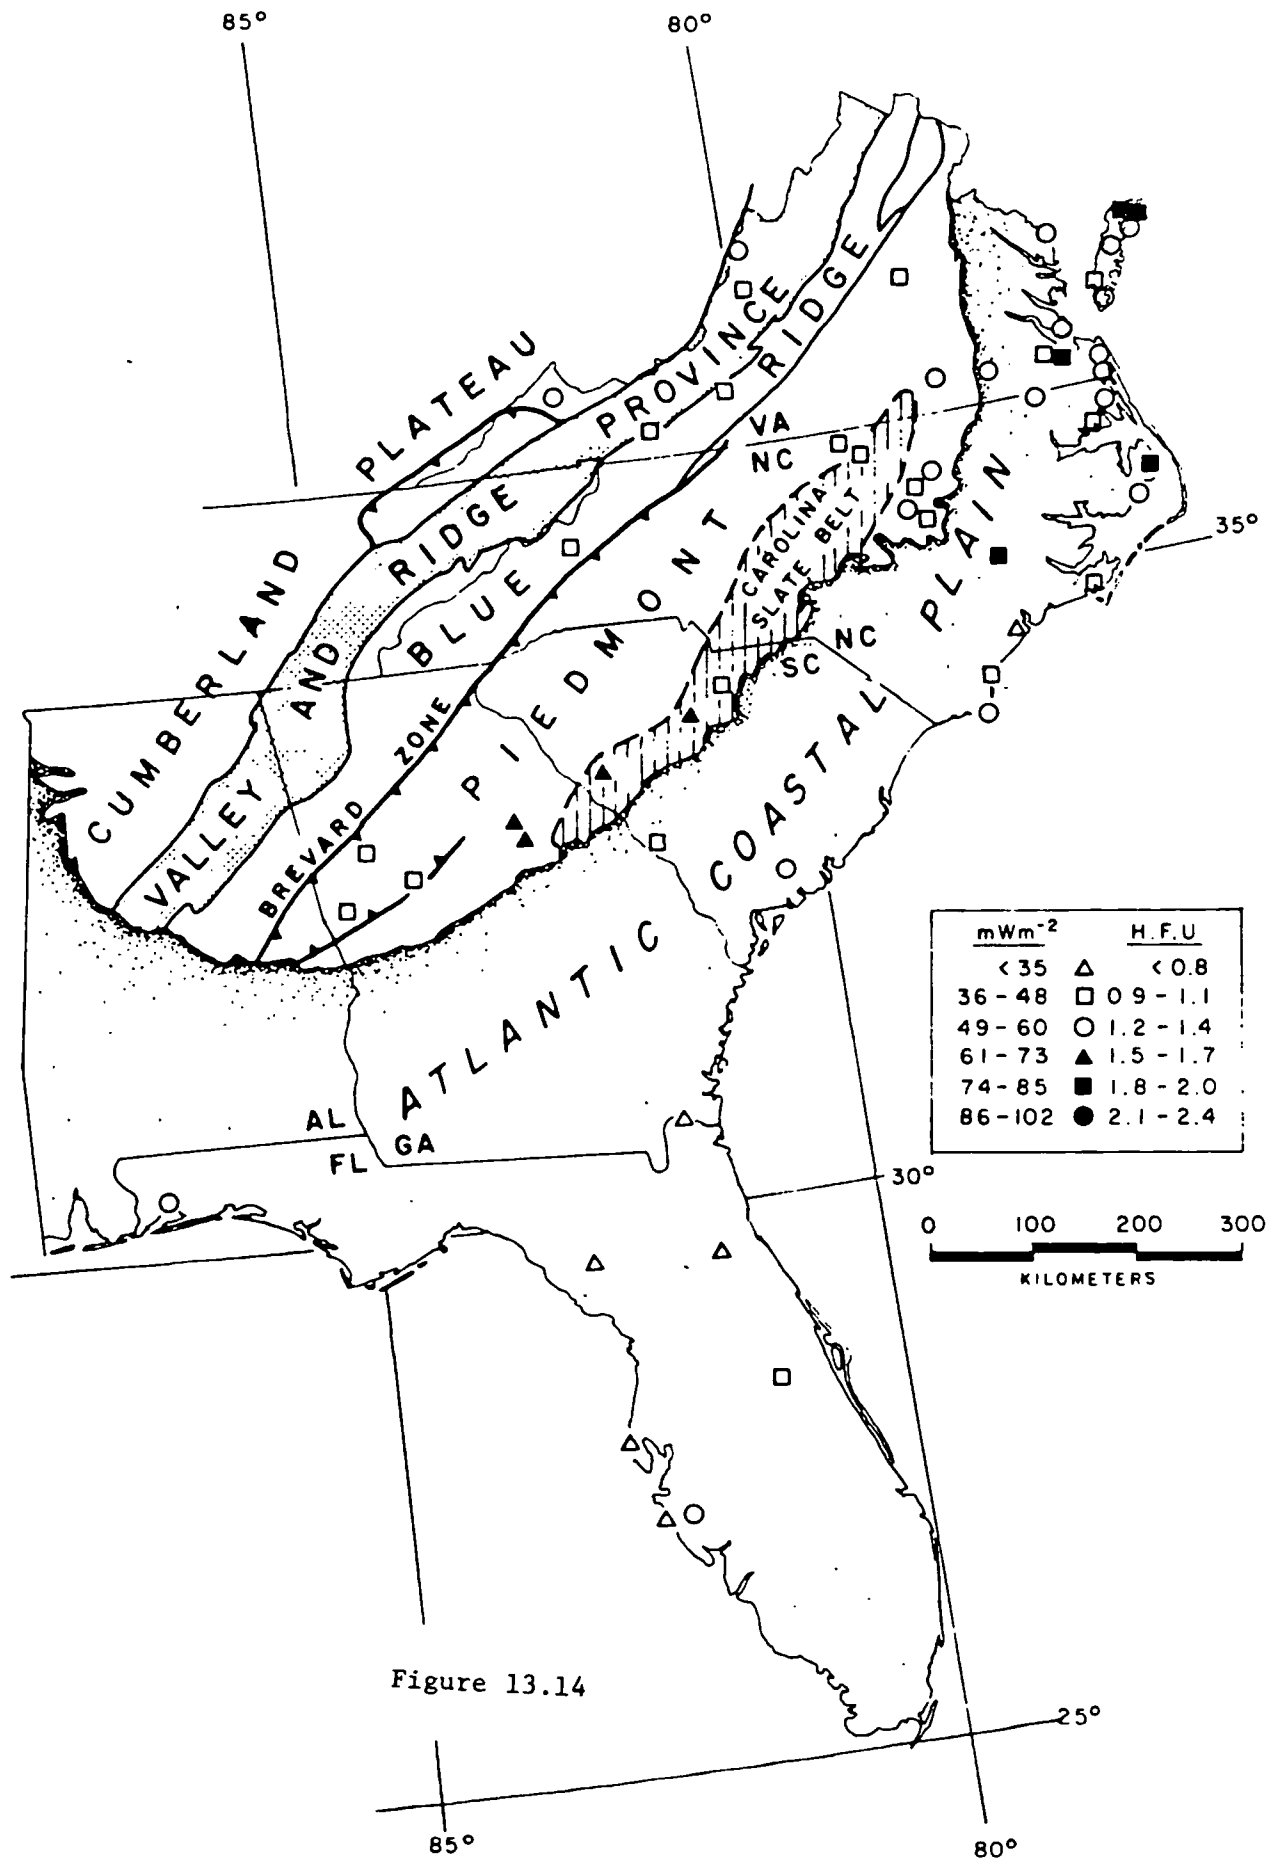 85°
80°
CUMBERLAND PLATEAU
VALLEY AND RIDGE PROVINCE
BLUE RIDGE
BREVARD ZONE
PIEDMONT
CAROLINA
SLATE BELT
ATLANTIC COASTAL PLAIN
VA
NC
35°
NC
SC
mWm-2 H.F.U
< 35 △ < 0.8
36-48 □ 0 9 - 1.1
49-60 ○ 1.2 - 1.4
61-73 ▲ 1.5 - 1.7
74-85 ■ 1.8 - 2.0
86-102 ● 2.1 - 2.4
AL
GA
FL
30°
0 100 200 300
KILOMETERS
Figure 13.14
25°
85°
80°